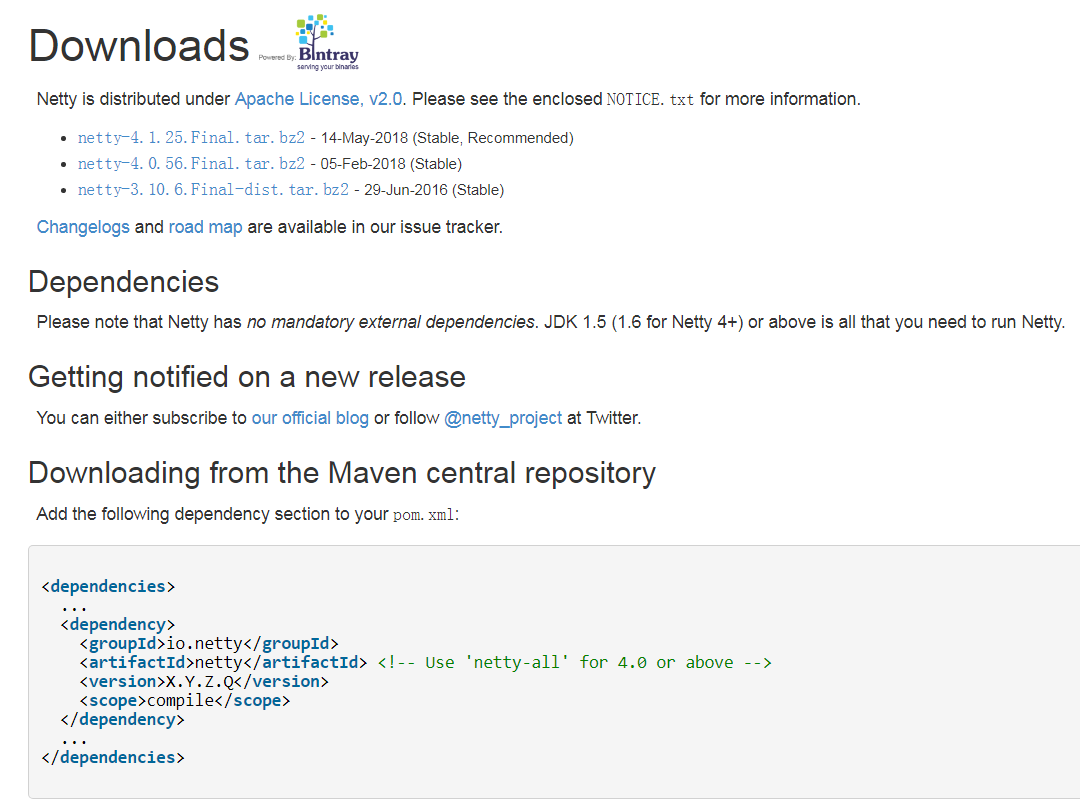 Downloads
Powered By: Bintray
serving your binaries
Netty is distributed under Apache License, v2.0. Please see the enclosed NOTICE.txt for more information.
netty-4.1.25.Final.tar.bz2 - 14-May-2018 (Stable, Recommended)
netty-4.0.56.Final.tar.bz2 - 05-Feb-2018 (Stable)
netty-3.10.6.Final-dist.tar.bz2 - 29-Jun-2016 (Stable)
Changelogs and road map are available in our issue tracker.
Dependencies
Please note that Netty has no mandatory external dependencies. JDK 1.5 (1.6 for Netty 4+) or above is all that you need to run Netty.
Getting notified on a new release
You can either subscribe to our official blog or follow @netty_project at Twitter.
Downloading from the Maven central repository
Add the following dependency section to your pom.xml:
<dependencies>
  ...
  <dependency>
    <groupId>io.netty</groupId>
    <artifactId>netty</artifactId> <!-- Use 'netty-all' for 4.0 or above -->
    <version>X.Y.Z.Q</version>
    <scope>compile</scope>
  </dependency>
  ...
</dependencies>